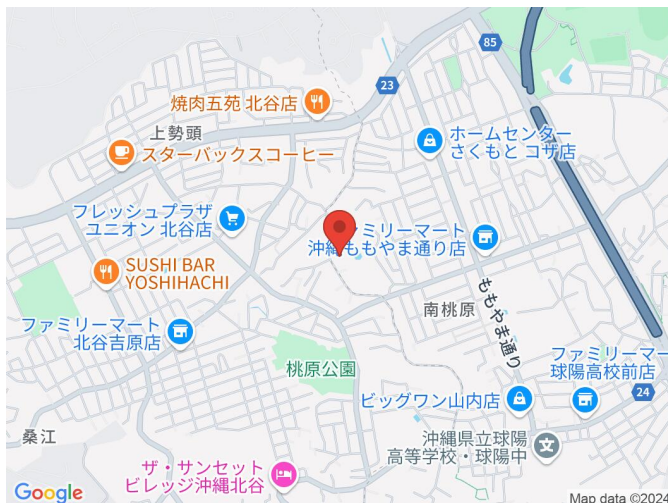 85
23
焼肉五苑 北谷店
上勢頭
スターバックスコーヒー
ホームセンター
さくもと コザ店
フレッシュプラザ
ユニオン 北谷店
ァミリーマート
沖縄ももやま通り店
SUSHI BAR
YOSHIHACHI
南桃原
ももやま通り
ファミリーマート
北谷吉原店
桃原公園
ファミリーマー
球陽高校前店
ビッグワン山内店
24
桑江
沖縄県立球陽
高等学校・球陽中
ザ・サンセット
ビレッジ沖縄北谷
Google
Map data ©2024